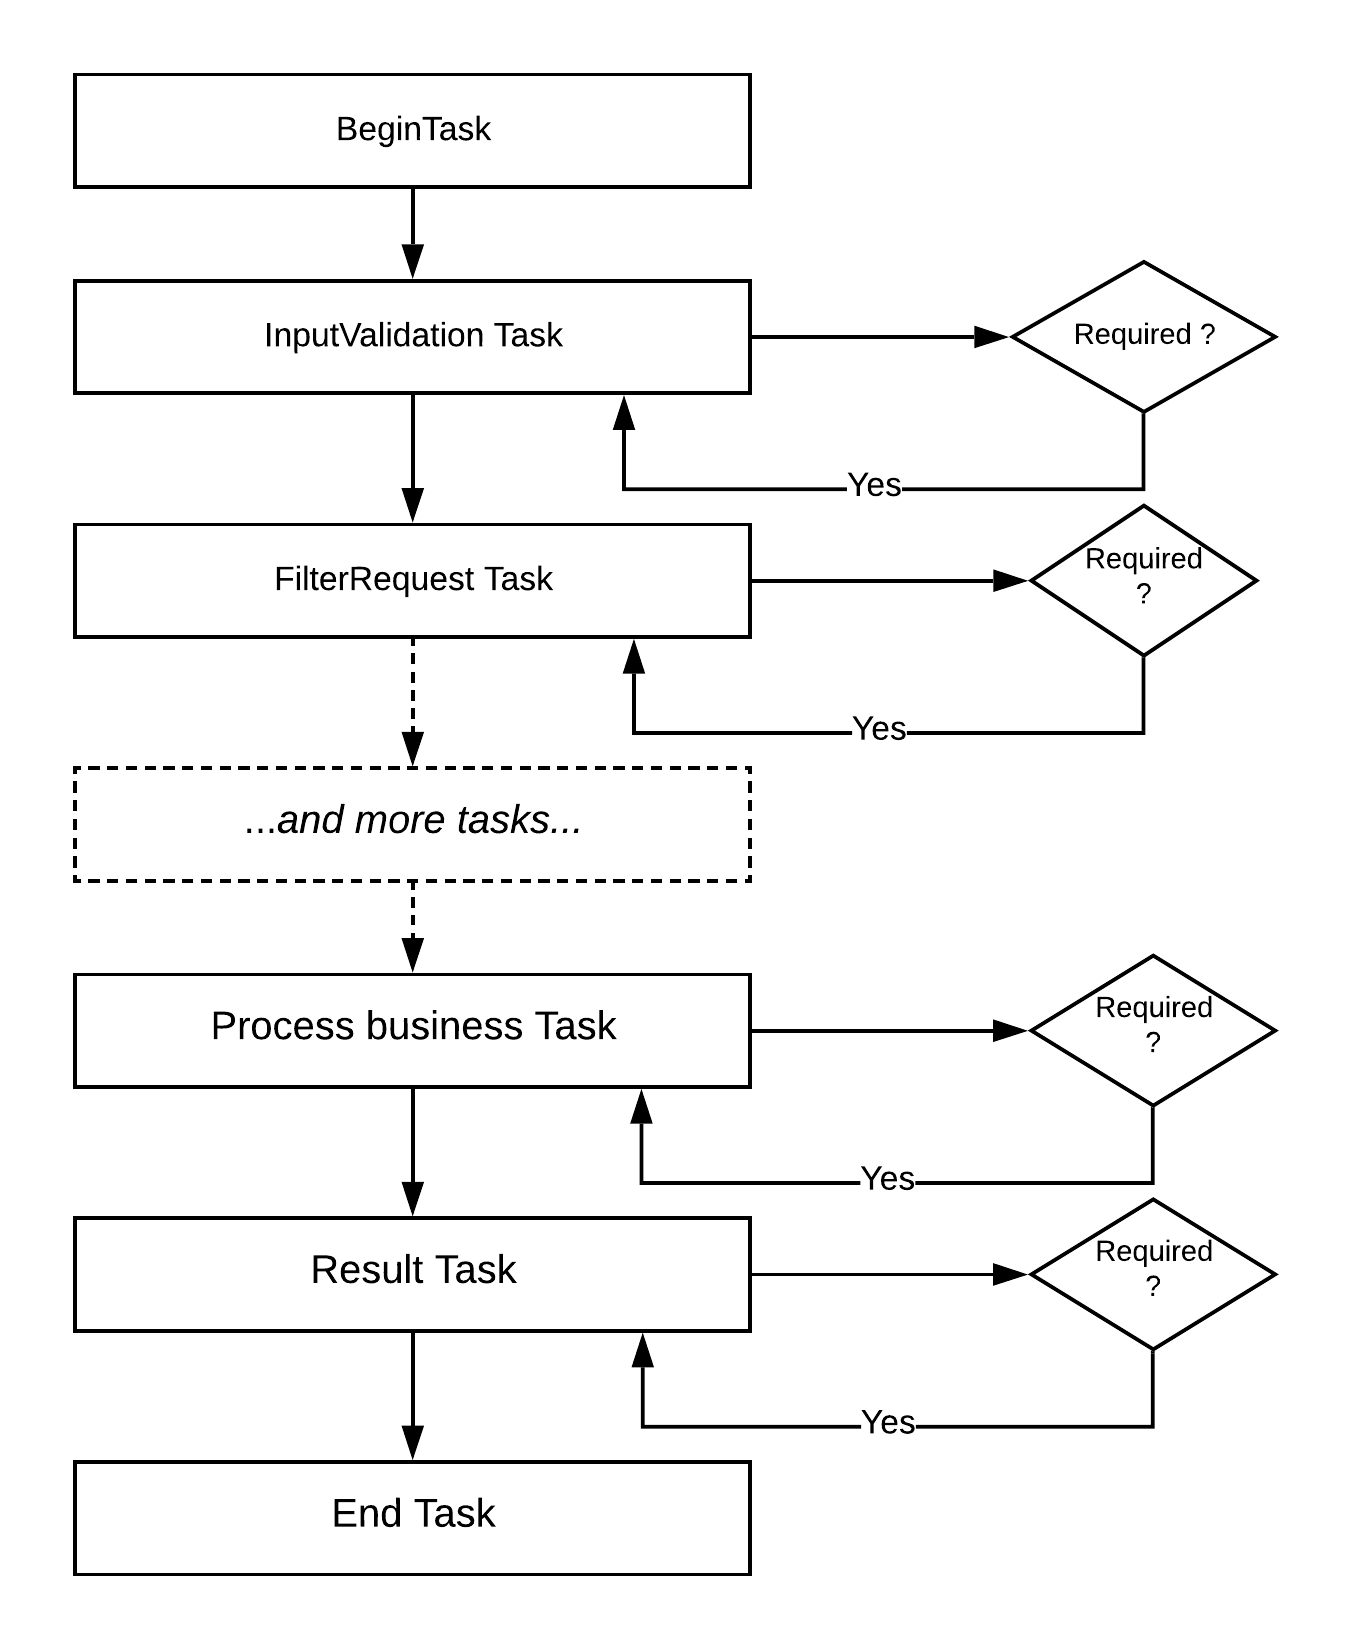 BeginTask
InputValidation Task
Required ?
Yes
FilterRequest Task
Required
?
Yes
...and more tasks...
Process business Task
Required
?
Yes
Result Task
Required
?
Yes
End Task